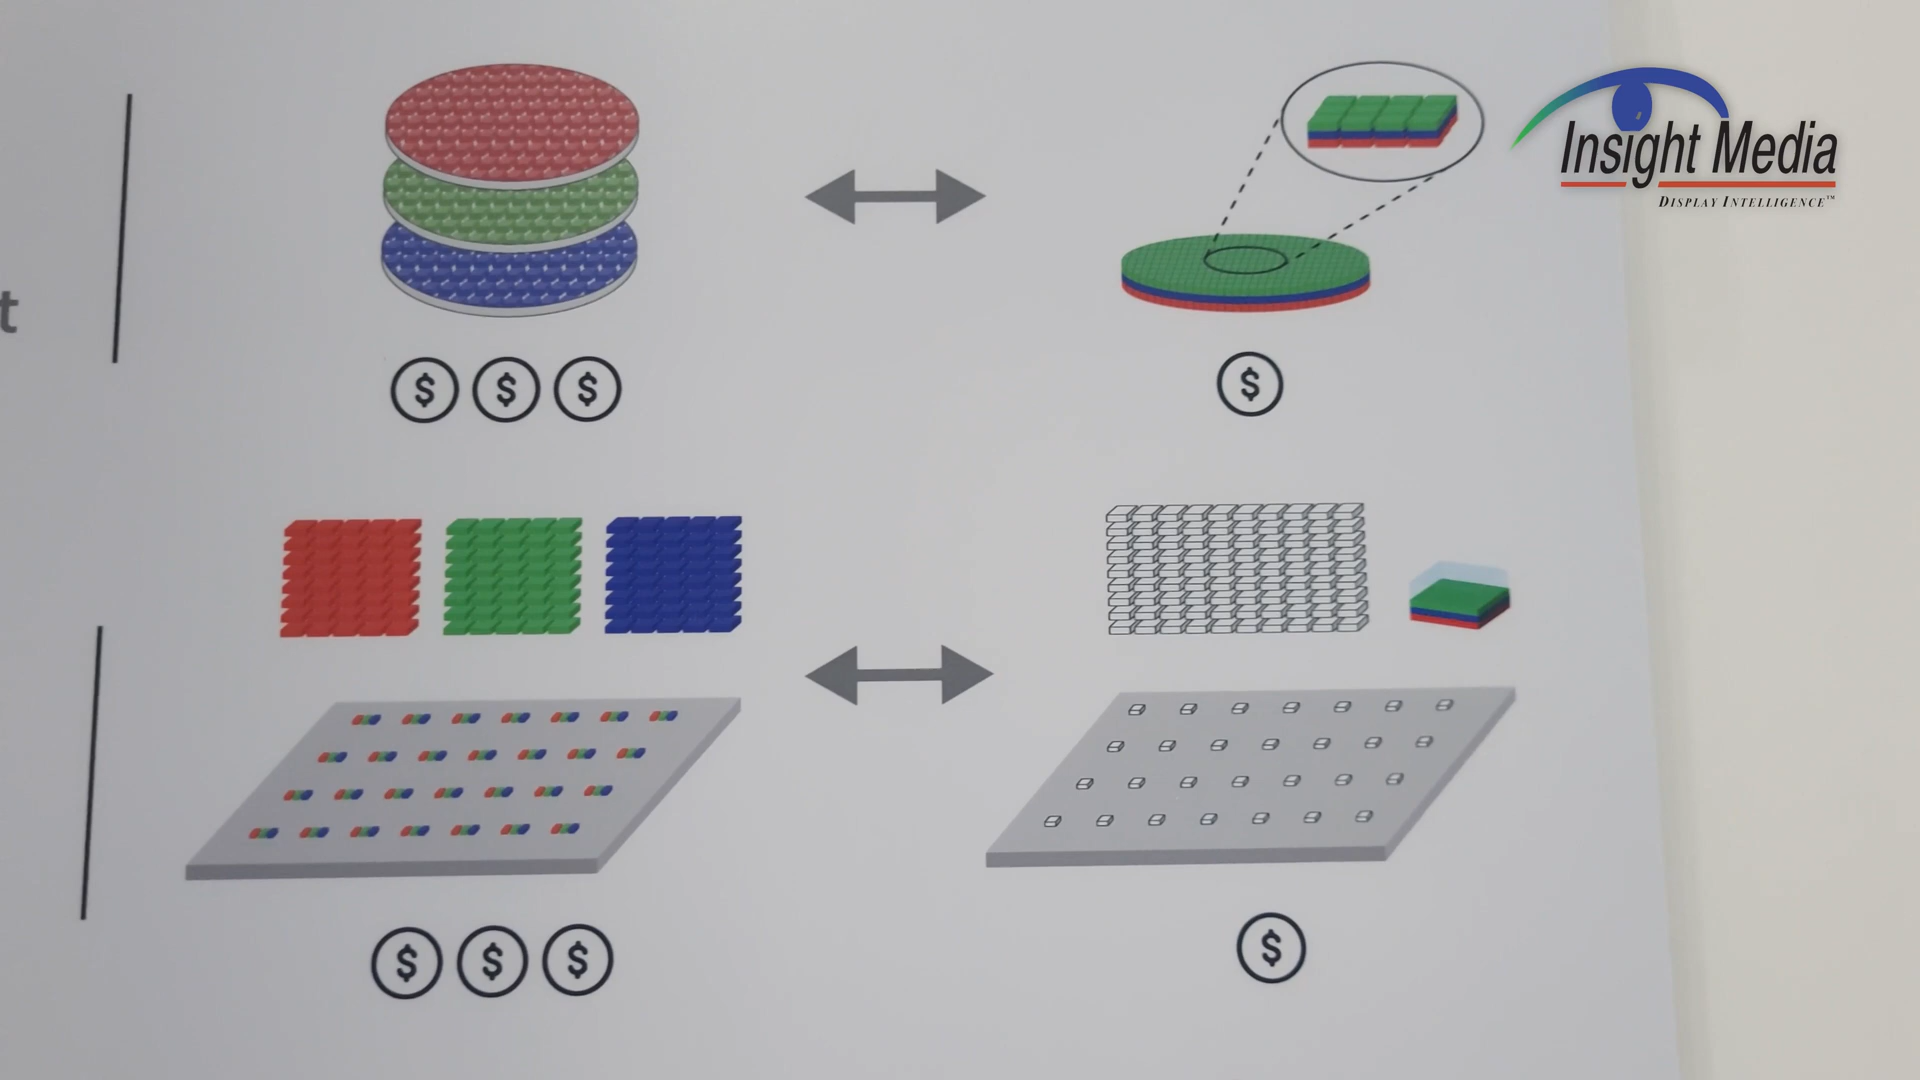 Insight Media
DISPLAY INTELLIGENCE™
t
$ $ $
$
$ $ $
$